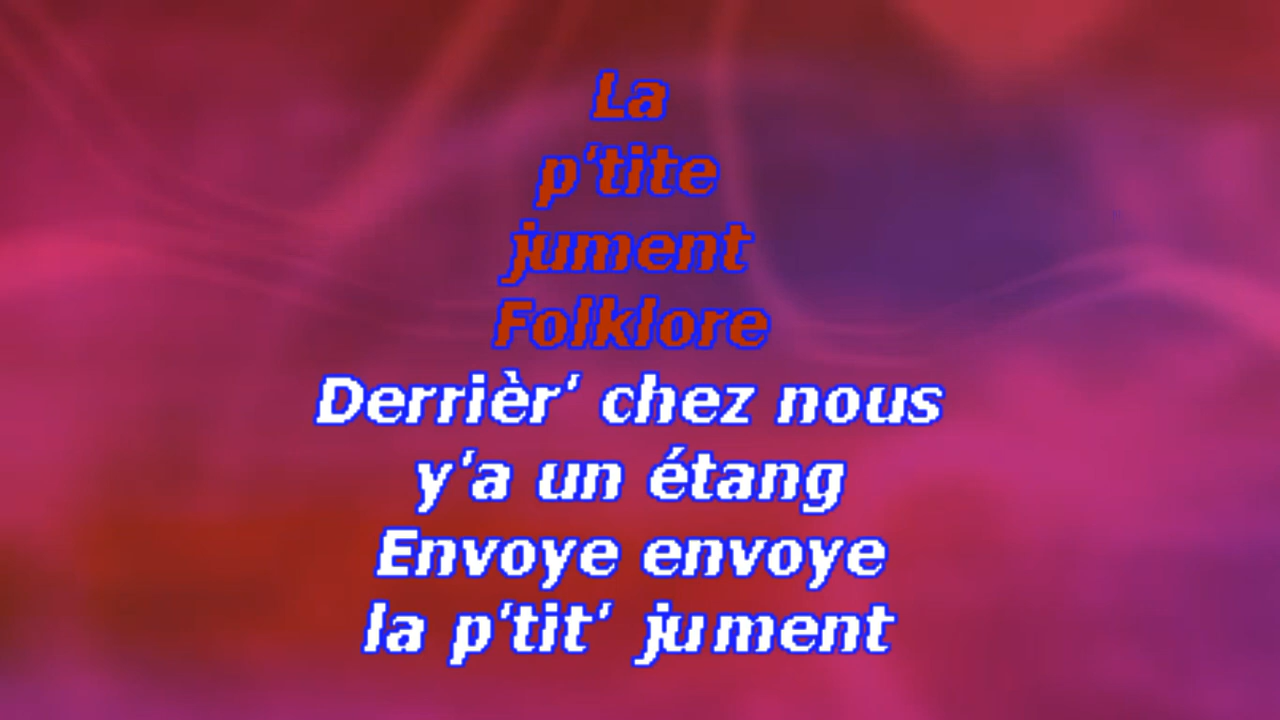 La
p'tite
jument
Folklore
Derrièr' chez nous
y'a un étang
Envoye envoye
la p'tit' jument